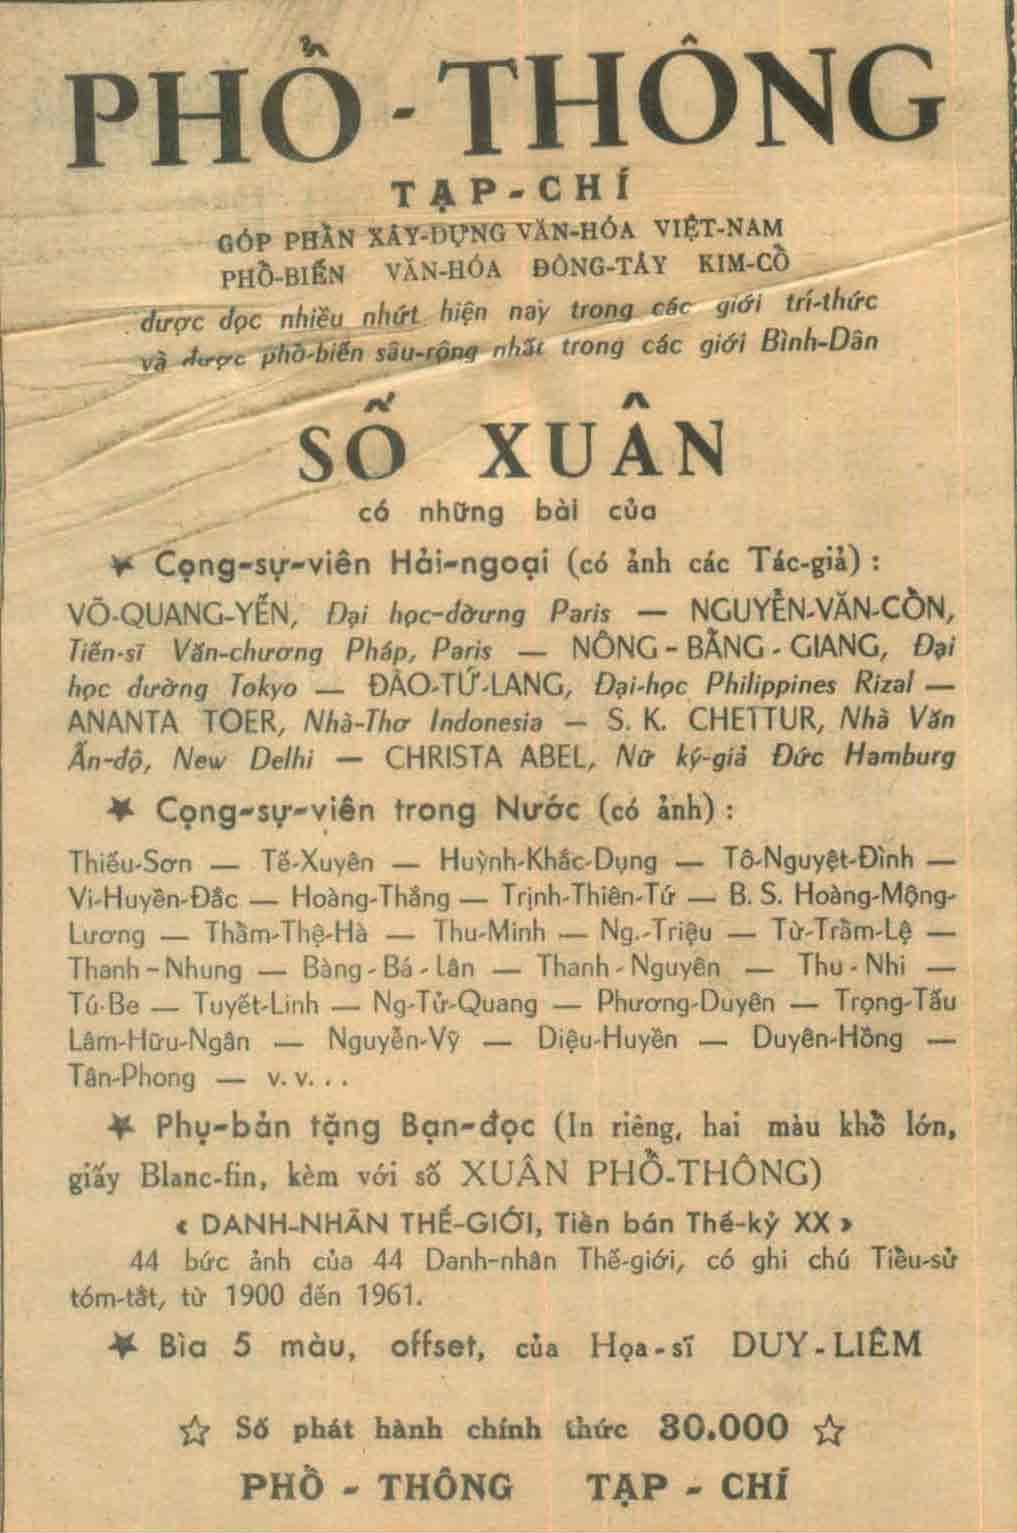 PHỔ - THÔNG
TẠP - CHÍ
GÓP PHẦN XÂY-DỰNG VĂN-HÓA VIỆT-NAM
PHỔ-BIẾN VĂN-HÓA ĐÔNG-TÂY KIM-CỔ
được đọc nhiều nhứt hiện nay trong các giới trí-thức
và được phổ-biến sâu-rộng nhất trong các giới Bình-Dân
SỐ XUÂN
có những bài của
★ Cọng-sự-viên Hải-ngoại (có ảnh các Tác-giả) :
VÕ-QUANG-YẾN, Đại học-đờưng Paris — NGUYỄN-VĂN-CỒN,
Tiến-sĩ Văn-chương Pháp, Paris — NÔNG - BẰNG - GIANG, Đại
học đường Tokyo — ĐÀO-TỨ-LANG, Đại-học Philippines Rizal —
ANANTA TOER, Nhà-Thơ Indonesia — S. K. CHETTUR, Nhà Văn
Ấn-độ, New Delhi — CHRISTA ABEL, Nữ ký-giả Đức Hamburg
★ Cọng-sự-viên trong Nước (có ảnh) :
Thiếu-Sơn — Tế-Xuyên — Huỳnh-Khắc-Dụng — Tô-Nguyệt-Đình —
Vi-Huyền-Đắc — Hoàng-Thắng — Trịnh-Thiên-Tứ — B. S. Hoàng-Mộng-
Lương — Thẩm-Thệ-Hà — Thu-Minh — Ng.-Triệu — Từ-Trẫm-Lệ —
Thanh - Nhung — Bàng - Bá - Lân — Thanh - Nguyên — Thu - Nhi —
Tú-Be — Tuyết-Linh — Ng-Tử-Quang — Phương-Duyên — Trọng-Tấu
Lâm-Hữu-Ngân — Nguyễn-Vỹ — Diệu-Huyền — Duyên-Hồng —
Tân-Phong — v. v. . .
★ Phụ-bản tặng Bạn-đọc (In riêng, hai màu khổ lớn,
giấy Blanc-fin, kèm với số XUÂN PHỔ-THÔNG)
« DANH-NHÂN THẾ-GIỚI, Tiền bán Thế-kỷ XX »
44 bức ảnh của 44 Danh-nhân Thế-giới, có ghi chú Tiểu-sử
tóm-tắt, từ 1900 đến 1961.
★ Bìa 5 màu, offset, của Họa-sĩ DUY-LIÊM
☆ Số phát hành chính thức 30.000 ☆
PHỔ - THÔNG TẠP - CHÍ